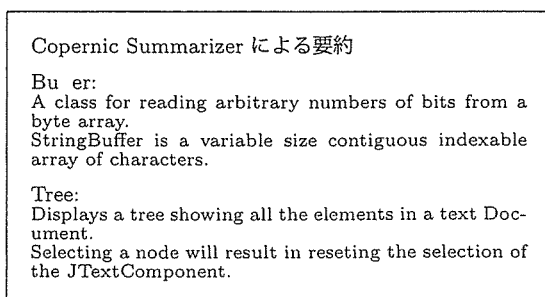 Copernic Summarizer による要約
Bu er:
A class for reading arbitrary numbers of bits from a
byte array.
StringBuffer is a variable size contiguous indexable
array of characters.
Tree:
Displays a tree showing all the elements in a text Doc-
ument.
Selecting a node will result in reseting the selection of
the JTextComponent.